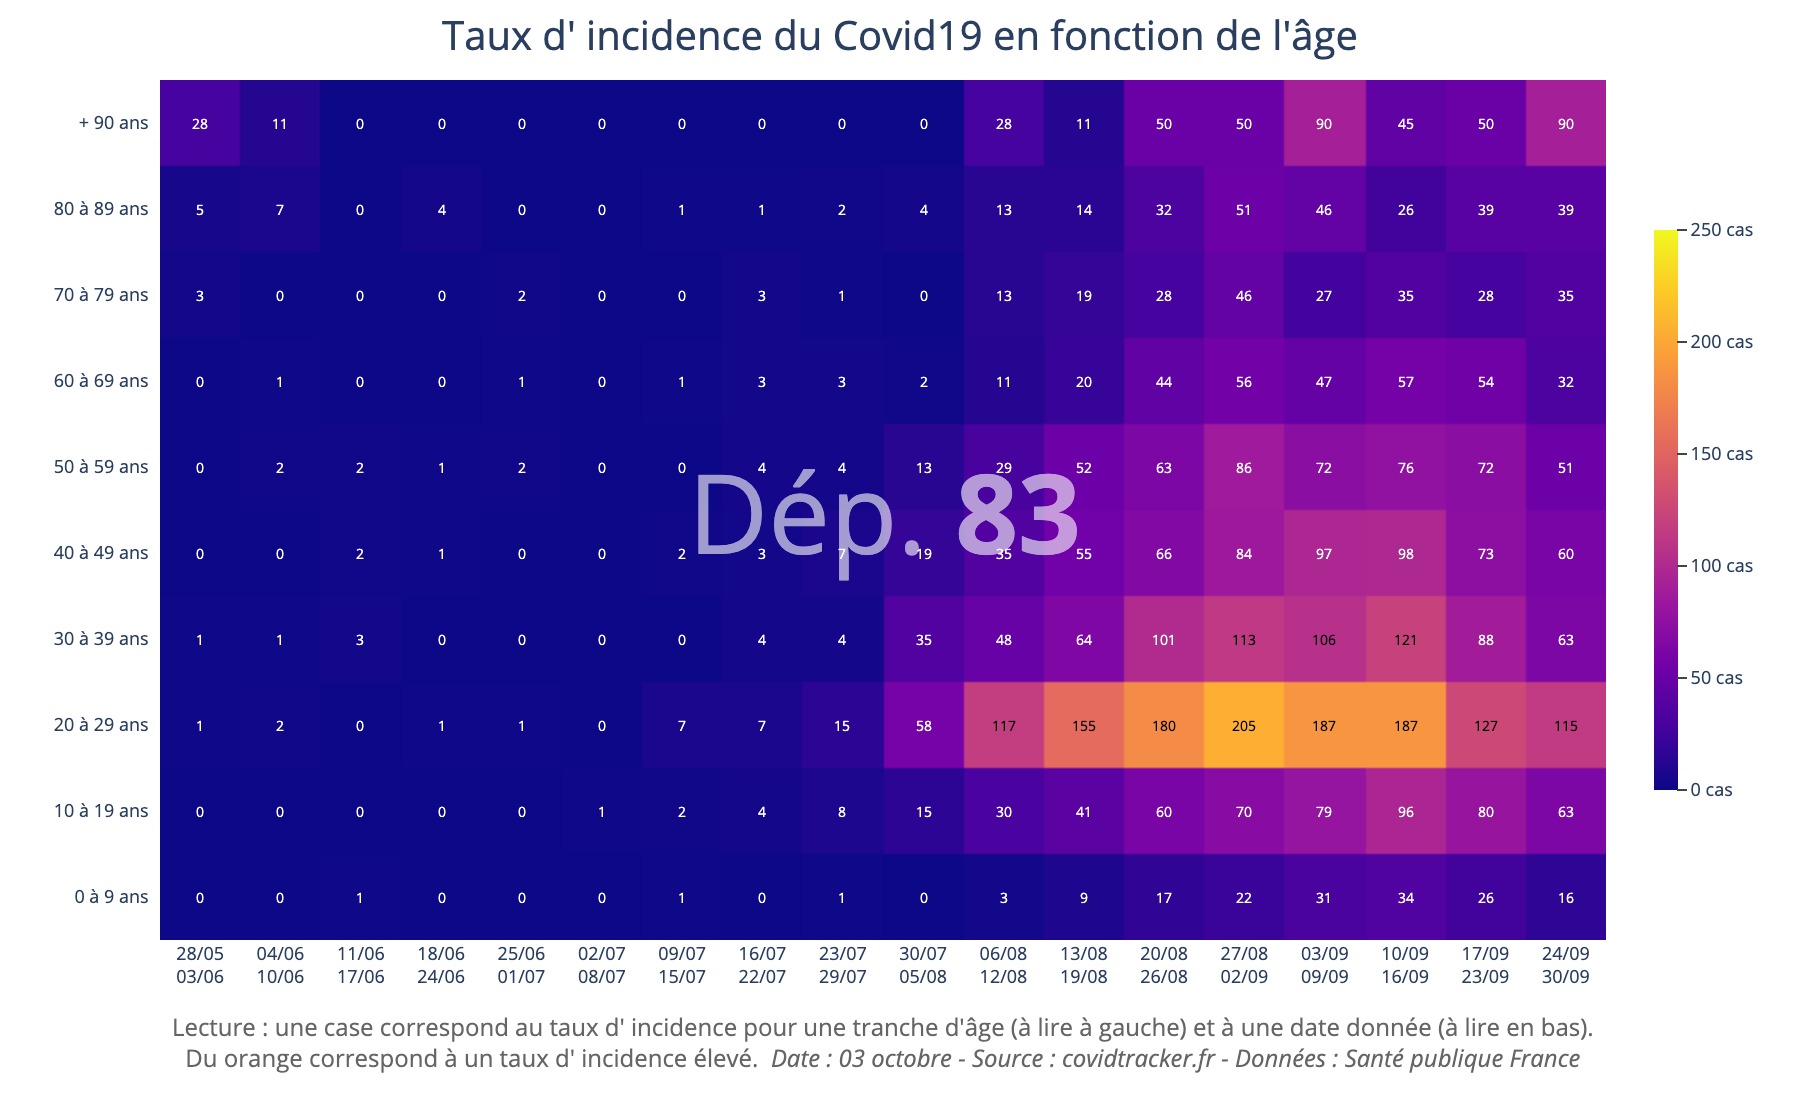 Taux d' incidence du Covid19 en fonction de l'âge
+ 90 ans 28 11 0 0 0 0 0 0 0 0 28 11 50 50 90 45 50 90
80 à 89 ans 5 7 0 4 0 0 1 1 2 4 13 14 32 51 46 26 39 39
70 à 79 ans 3 0 0 0 2 0 0 3 1 0 13 19 28 46 27 35 28 35
60 à 69 ans 0 1 0 0 1 0 1 3 3 2 11 20 44 56 47 57 54 32
50 à 59 ans 0 2 2 1 2 0 0 4 4 13 29 52 63 86 72 76 72 51
Dép. 83
40 à 49 ans 0 0 2 1 0 0 2 3 7 19 35 55 66 84 97 98 73 60
30 à 39 ans 1 1 3 0 0 0 0 4 4 35 48 64 101 113 106 121 88 63
20 à 29 ans 1 2 0 1 1 0 7 7 15 58 117 155 180 205 187 187 127 115
10 à 19 ans 0 0 0 0 0 1 2 4 8 15 30 41 60 70 79 96 80 63
0 à 9 ans 0 0 1 0 0 0 1 0 1 0 3 9 17 22 31 34 26 16
28/05 04/06 11/06 18/06 25/06 02/07 09/07 16/07 23/07 30/07 06/08 13/08 20/08 27/08 03/09 10/09 17/09 24/09
03/06 10/06 17/06 24/06 01/07 08/07 15/07 22/07 29/07 05/08 12/08 19/08 26/08 02/09 09/09 16/09 23/09 30/09
250 cas
200 cas
150 cas
100 cas
50 cas
0 cas
Lecture : une case correspond au taux d' incidence pour une tranche d'âge (à lire à gauche) et à une date donnée (à lire en bas).
Du orange correspond à un taux d' incidence élevé. Date : 03 octobre - Source : covidtracker.fr - Données : Santé publique France